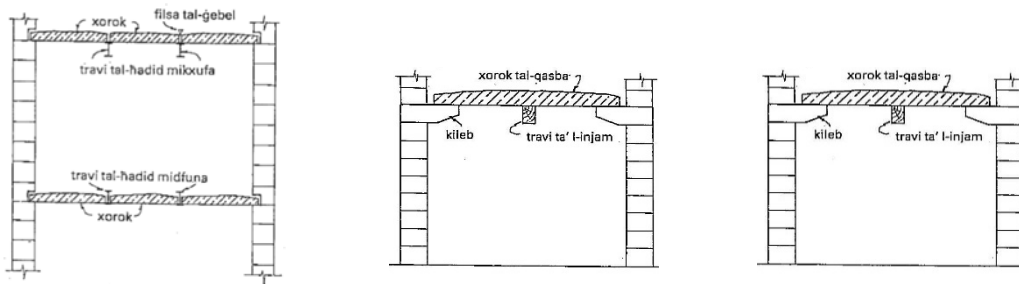 filsa tal-ġebel
xorok
travi tal-ħadid mikxufa
travi tal-ħadid midfuna
xorok
xorok tal-qasba
kileb
travi ta' l-injam
xorok tal-qasba
kileb
travi ta' l-injam